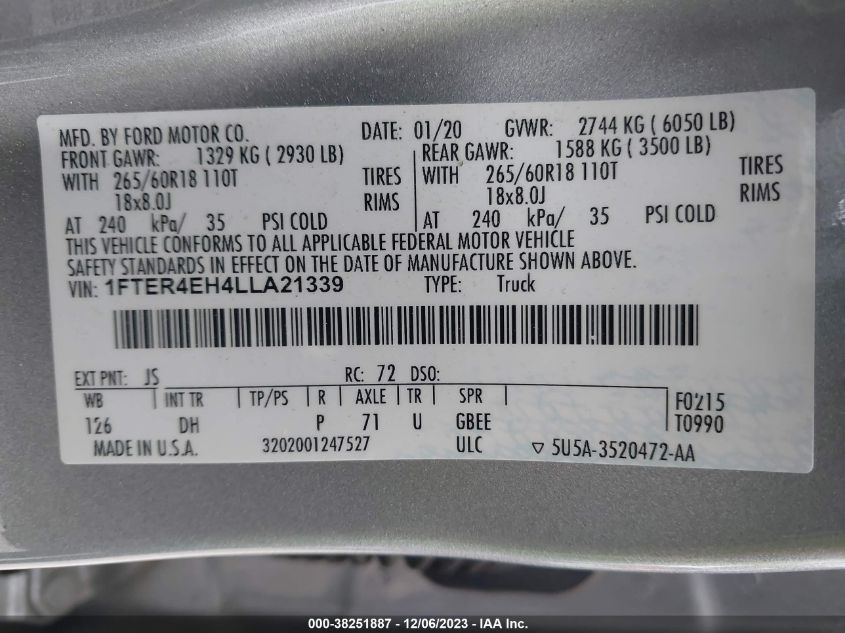 MFD. BY FORD MOTOR CO. DATE: 01/20 GVWR: 2744 KG ( 6050 LB)
FRONT GAWR: 1329 KG ( 2930 LB) REAR GAWR: 1588 KG ( 3500 LB)
WITH 265/60R18 110T TIRES WITH 265/60R18 110T TIRES
18x8.0J RIMS 18x8.0J RIMS
AT 240 kPa/ 35 PSI COLD AT 240 kPa/ 35 PSI COLD
THIS VEHICLE CONFORMS TO ALL APPLICABLE FEDERAL MOTOR VEHICLE
SAFETY STANDARDS IN EFFECT ON THE DATE OF MANUFACTURE SHOWN ABOVE.
VIN: 1FTER4EH4LLA21339 TYPE: Truck
EXT PNT: JS RC: 72 DSO:
WB INT TR TP/PS R AXLE TR SPR F0215
126 DH P 71 U GBEE T0990
MADE IN U.S.A. 3202001247527 ULC ▽ 5U5A-3520472-AA
000-38251887 - 12/06/2023 - IAA Inc.